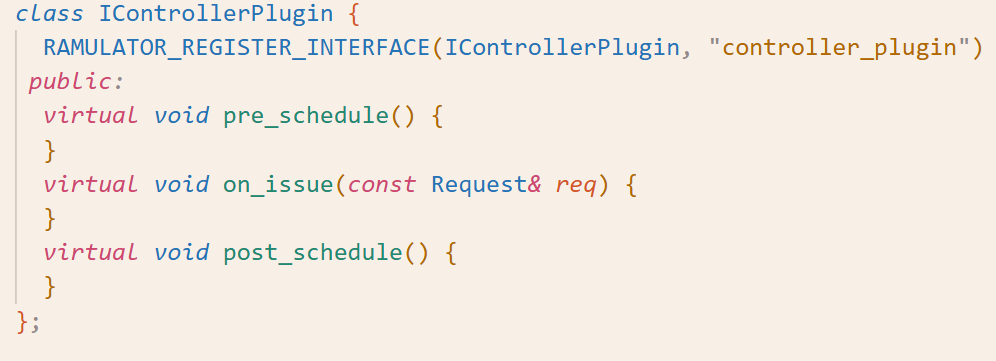 class IControllerPlugin {
  RAMULATOR_REGISTER_INTERFACE(IControllerPlugin, "controller_plugin")
 public:
  virtual void pre_schedule() {
  }
  virtual void on_issue(const Request& req) {
  }
  virtual void post_schedule() {
  }
};